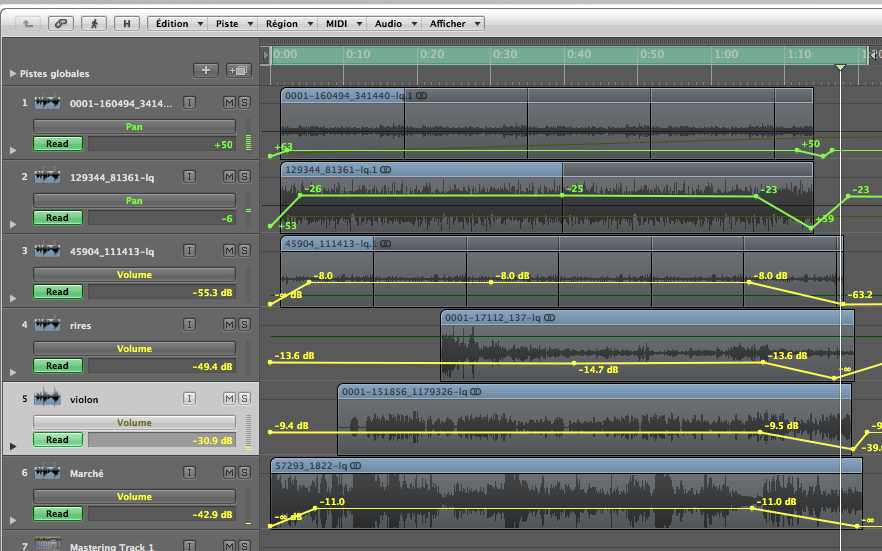 H Édition Piste Région MIDI Audio Afficher
0:00 0:10 0:20 0:30 0:40 0:50 1:00 1:10
Pistes globales
1 0001-160494_3414... I M S
Pan
Read +50
0001-160494_341440-lq.1
+63 +50
2 129344_81361-lq I M S
Pan
Read -6
129344_81361-lq.1
+53 -26 -25 -23 +59 -23
3 45904_111413-lq I M S
Volume
Read -55.3 dB
45904_111413-lq.1
-∞ dB -8.0 -8.0 dB -8.0 dB -63.2
4 rires I M S
Volume
Read -49.4 dB
0001-17112_137-lq
-13.6 dB -14.7 dB -13.6 dB -∞
5 violon I M S
Volume
Read -30.9 dB
0001-151856_1179326-lq
-9.4 dB -9.5 dB -39.
6 Marché I M S
Volume
Read -42.9 dB
57293_1822-lq
-∞ dB -11.0 -11.0 dB -∞
7 Mastering Track 1 I M S